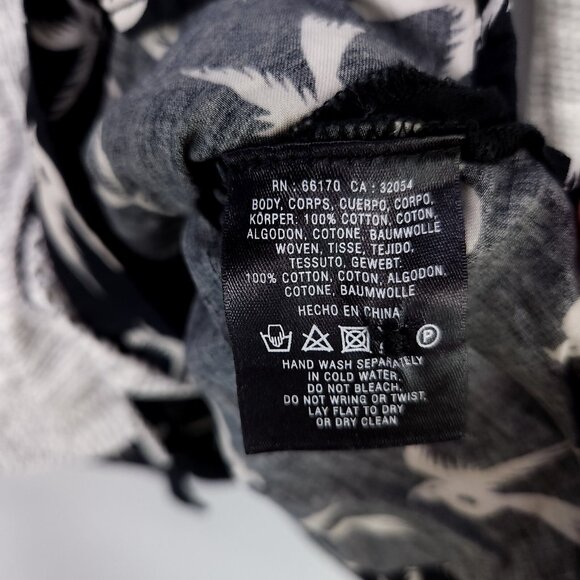 RN : 66170 CA : 32054
BODY, CORPS, CUERPO, CORPO,
KÖRPER: 100% COTTON, COTON,
ALGODON, COTONE, BAUMWOLLE
WOVEN, TISSE, TEJIDO,
TESSUTO, GEWEBT:
100% COTTON, COTON, ALGODON,
COTONE, BAUMWOLLE
HECHO EN CHINA
P
HAND WASH SEPARATELY
IN COLD WATER.
DO NOT BLEACH.
DO NOT WRING OR TWIST,
LAY FLAT TO DRY
OR DRY CLEAN